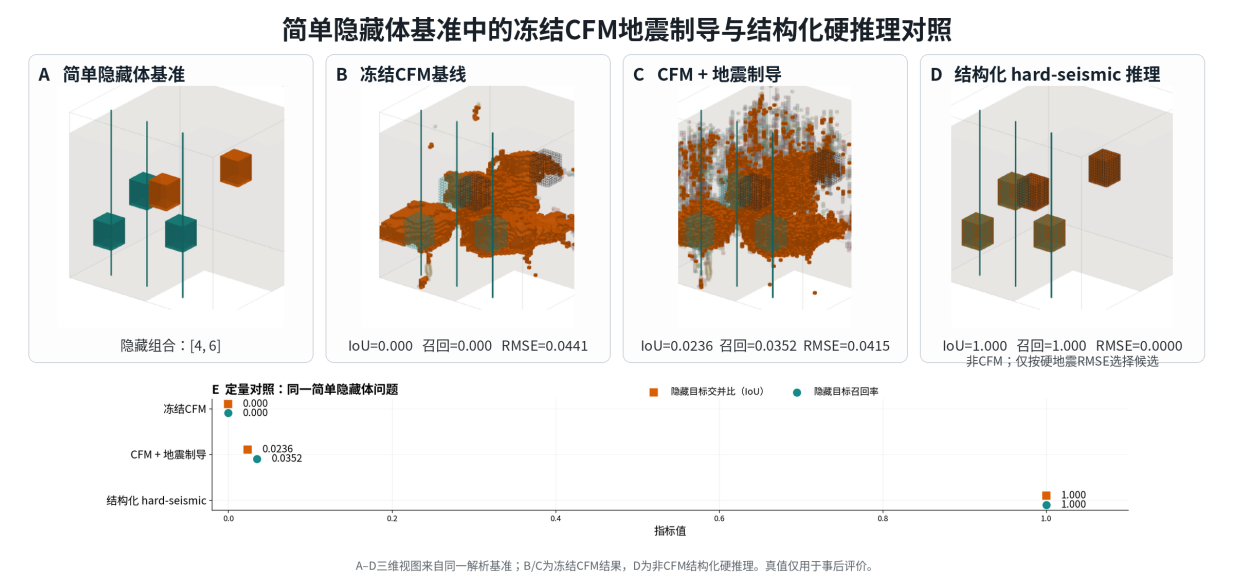 简单隐藏体基准中的冻结CFM地震制导与结构化硬推理对照
A 简单隐藏体基准
B 冻结CFM基线
C CFM + 地震制导
D 结构化 hard-seismic 推理
隐藏组合：[4, 6]
IoU=0.000 召回=0.000 RMSE=0.0441
IoU=0.0236 召回=0.0352 RMSE=0.0415
IoU=1.000 召回=1.000 RMSE=0.0000
非CFM；仅按硬地震RMSE选择候选
E 定量对照：同一简单隐藏体问题
隐藏目标交并比（IoU）
隐藏目标召回率
冻结CFM
0.000
0.000
CFM + 地震制导
0.0236
0.0352
结构化 hard-seismic
1.000
1.000
0.0 0.2 0.4 0.6 0.8 1.0
指标值
A–D三维视图来自同一解析基准；B/C为冻结CFM结果，D为非CFM结构化硬推理。真值仅用于事后评价。